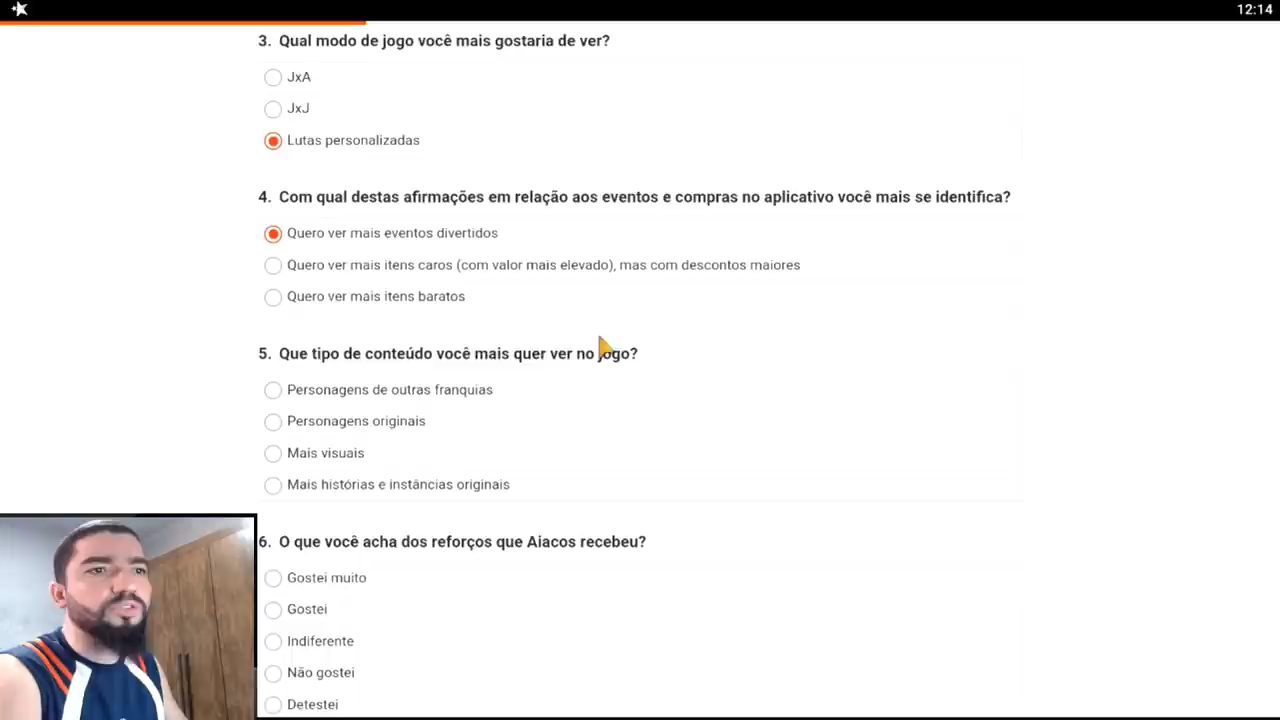 12:14
3. Qual modo de jogo você mais gostaria de ver?
JxA
JxJ
Lutas personalizadas
4. Com qual destas afirmações em relação aos eventos e compras no aplicativo você mais se identifica?
Quero ver mais eventos divertidos
Quero ver mais itens caros (com valor mais elevado), mas com descontos maiores
Quero ver mais itens baratos
5. Que tipo de conteúdo você mais quer ver no jogo?
Personagens de outras franquias
Personagens originais
Mais visuais
Mais histórias e instâncias originais
6. O que você acha dos reforços que Aiacos recebeu?
Gostei muito
Gostei
Indiferente
Não gostei
Detestei